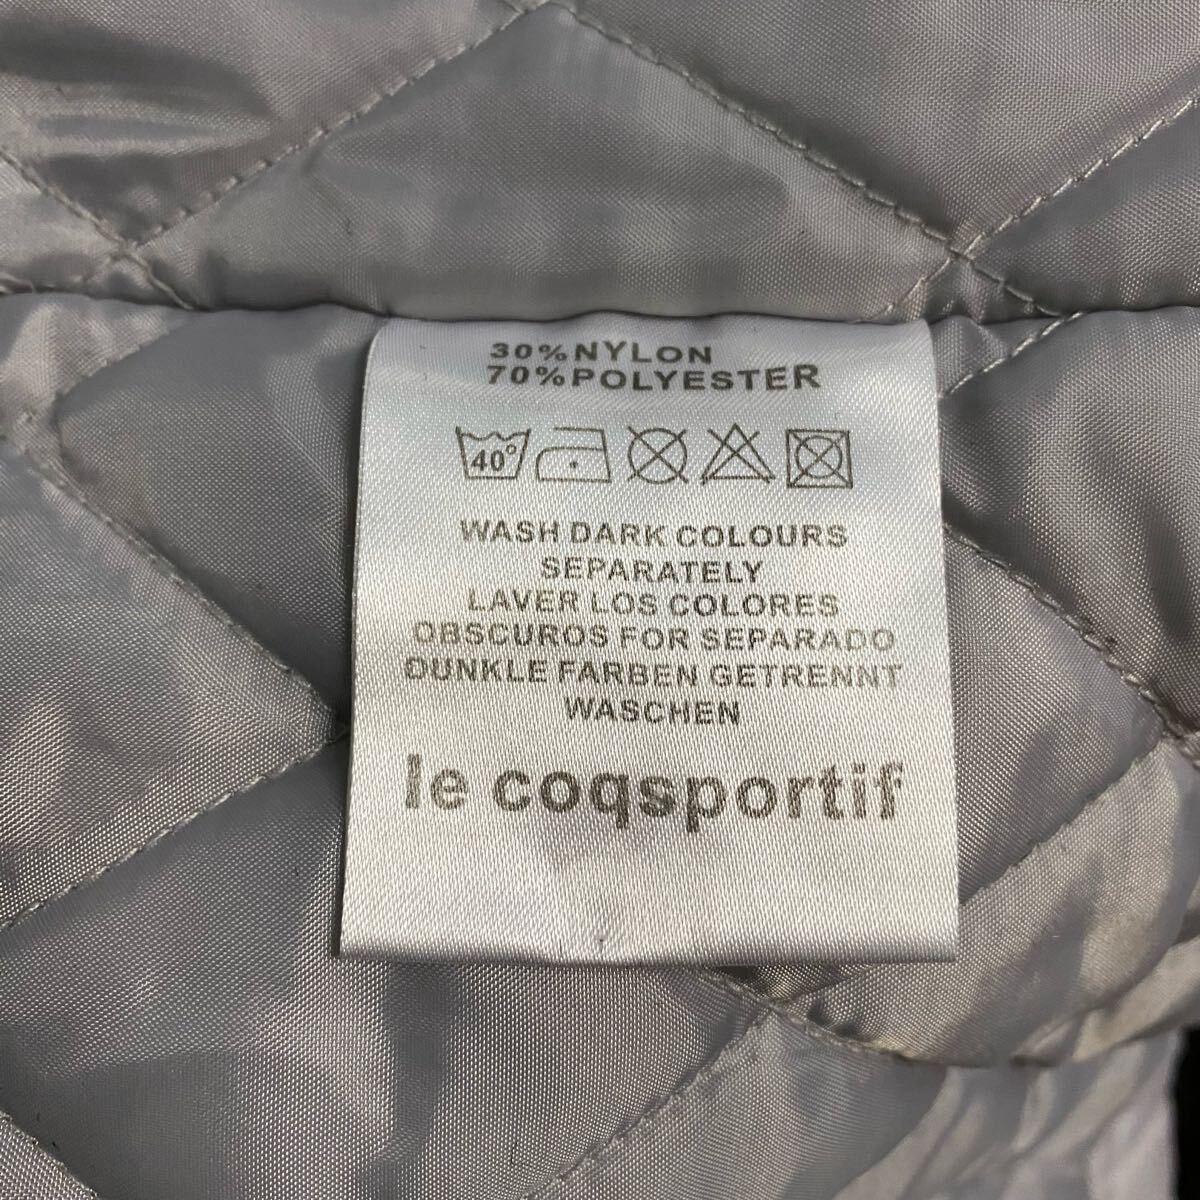 30%NYLON
70%POLYESTER
40°
WASH DARK COLOURS
SEPARATELY
LAVER LOS COLORES
OBSCUROS FOR SEPARADO
DUNKLE FARBEN GETRENNT
WASCHEN
le coqsportif